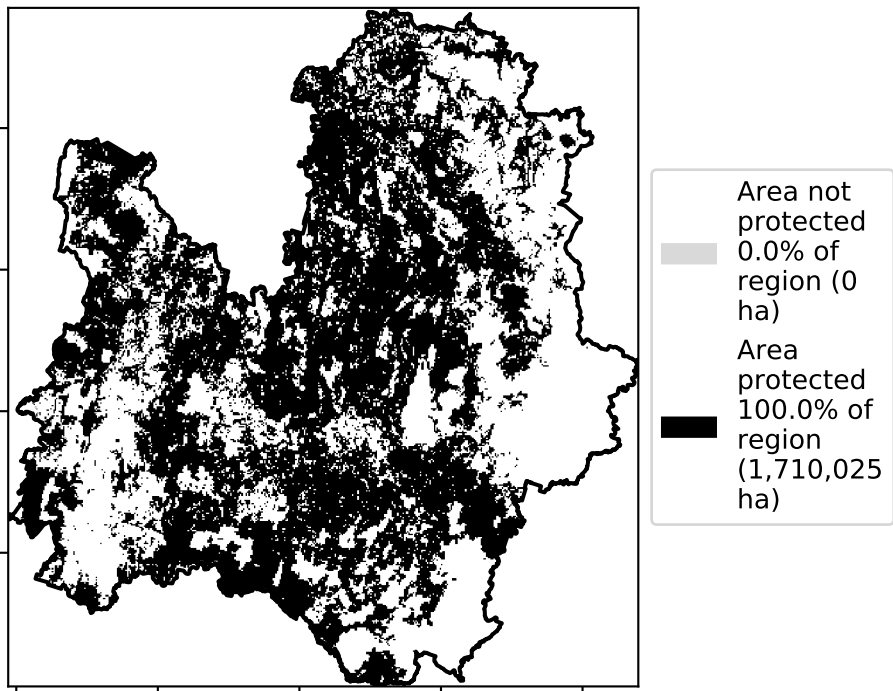 Area not
protected
0.0% of
region (0
ha)
Area
protected
100.0% of
region
(1,710,025
ha)